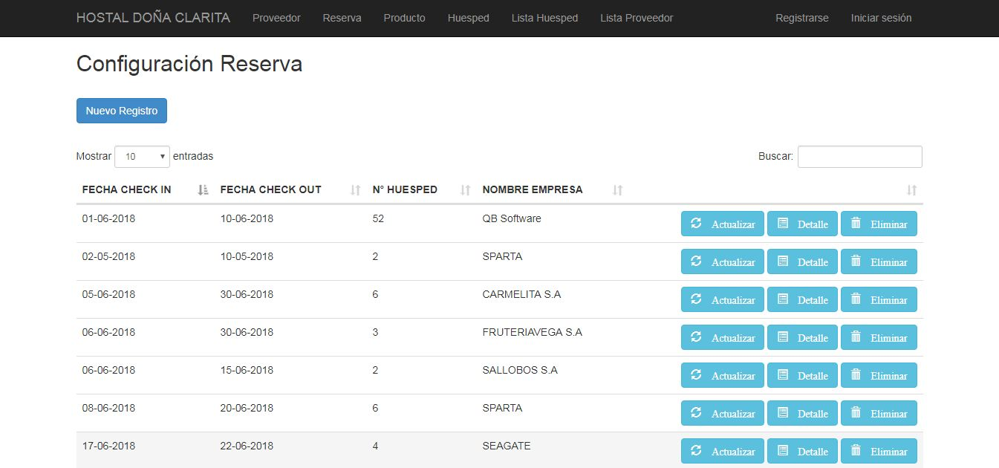 HOSTAL DOÑA CLARITA Proveedor Reserva Producto Huesped Lista Huesped Lista Proveedor Registrarse Iniciar sesión
Configuración Reserva
Nuevo Registro
Mostrar 10 entradas Buscar:
FECHA CHECK IN FECHA CHECK OUT N° HUESPED NOMBRE EMPRESA
01-06-2018 10-06-2018 52 QB Software Actualizar Detalle Eliminar
02-05-2018 10-05-2018 2 SPARTA Actualizar Detalle Eliminar
05-06-2018 30-06-2018 6 CARMELITA S.A Actualizar Detalle Eliminar
06-06-2018 30-06-2018 3 FRUTERIAVEGA S.A Actualizar Detalle Eliminar
06-06-2018 15-06-2018 2 SALLOBOS S.A Actualizar Detalle Eliminar
08-06-2018 20-06-2018 6 SPARTA Actualizar Detalle Eliminar
17-06-2018 22-06-2018 4 SEAGATE Actualizar Detalle Eliminar